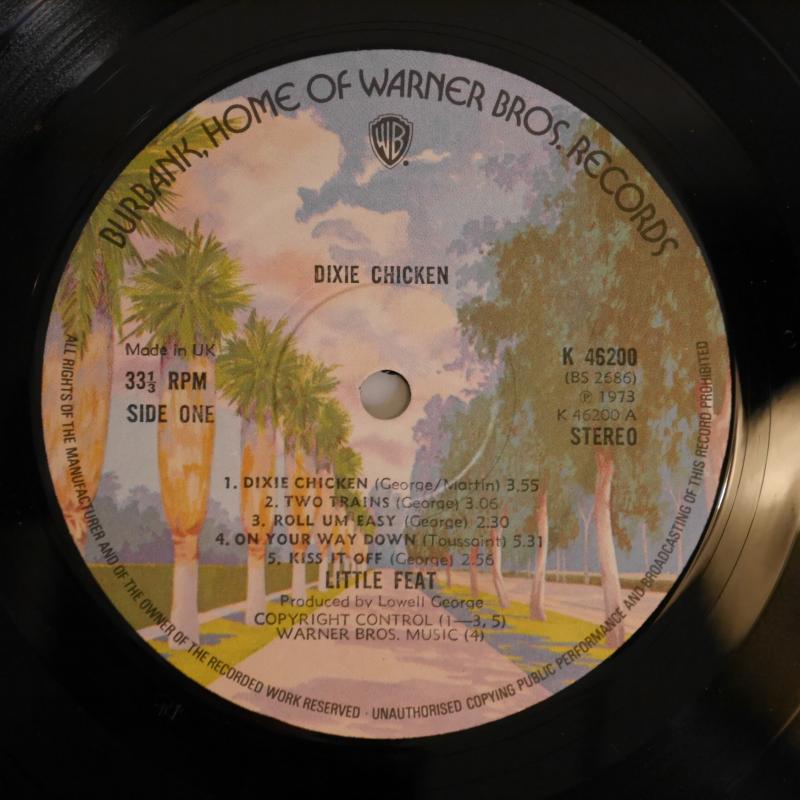 BURBANK, HOME OF WARNER BROS. RECORDS
WB
DIXIE CHICKEN
Made in UK
33⅓ RPM
SIDE ONE
K 46200
(BS 2686)
℗ 1973
K 46200 A
STEREO
1. DIXIE CHICKEN (George/Martin) 3.55
2. TWO TRAINS (George) 3.06
3. ROLL UM EASY (George) 2.30
4. ON YOUR WAY DOWN (Toussaint) 5.31
5. KISS IT OFF (George) 2.56
LITTLE FEAT
Produced by Lowell George
COPYRIGHT CONTROL (1—3, 5)
WARNER BROS. MUSIC (4)
ALL RIGHTS OF THE MANUFACTURER AND OF THE OWNER OF THE RECORDED WORK RESERVED · UNAUTHORISED COPYING PUBLIC PERFORMANCE AND BROADCASTING OF THIS RECORD PROHIBITED